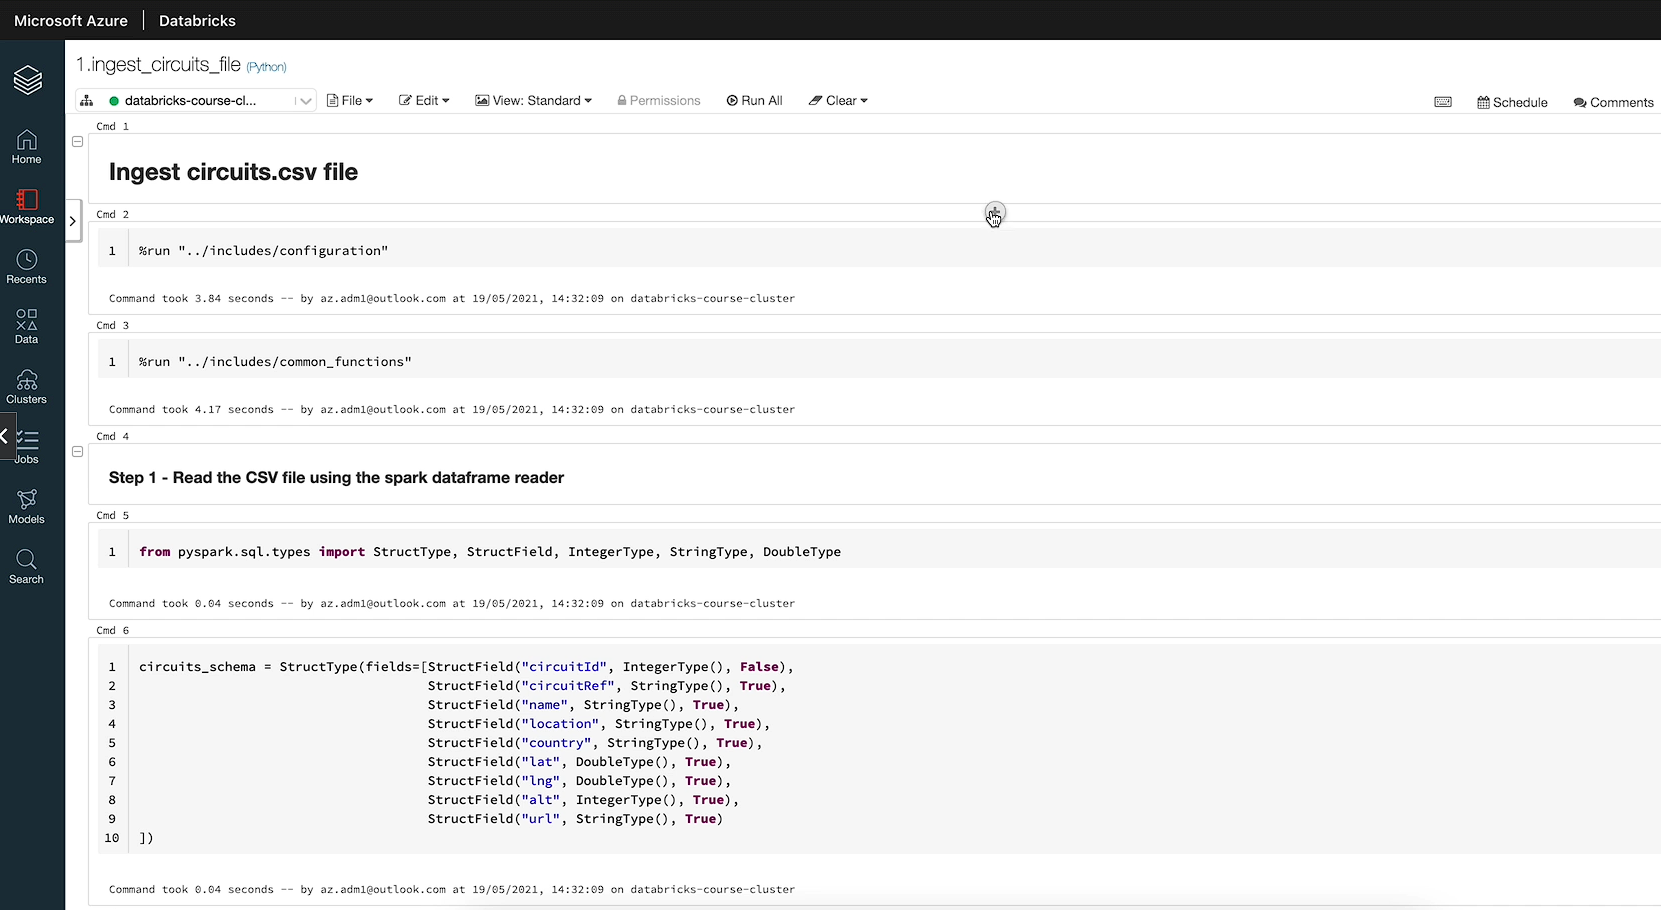 Microsoft Azure Databricks
1.ingest_circuits_file (Python)
databricks-course-cl... File Edit View: Standard Permissions Run All Clear Schedule Comments
Home
Workspace
Recents
Data
Clusters
Jobs
Models
Search
Cmd 1
Ingest circuits.csv file
Cmd 2
1 %run "../includes/configuration"
Command took 3.84 seconds -- by az.adm1@outlook.com at 19/05/2021, 14:32:09 on databricks-course-cluster
Cmd 3
1 %run "../includes/common_functions"
Command took 4.17 seconds -- by az.adm1@outlook.com at 19/05/2021, 14:32:09 on databricks-course-cluster
Cmd 4
Step 1 - Read the CSV file using the spark dataframe reader
Cmd 5
1 from pyspark.sql.types import StructType, StructField, IntegerType, StringType, DoubleType
Command took 0.04 seconds -- by az.adm1@outlook.com at 19/05/2021, 14:32:09 on databricks-course-cluster
Cmd 6
1 circuits_schema = StructType(fields=[StructField("circuitId", IntegerType(), False),
2 StructField("circuitRef", StringType(), True),
3 StructField("name", StringType(), True),
4 StructField("location", StringType(), True),
5 StructField("country", StringType(), True),
6 StructField("lat", DoubleType(), True),
7 StructField("lng", DoubleType(), True),
8 StructField("alt", IntegerType(), True),
9 StructField("url", StringType(), True)
10 ])
Command took 0.04 seconds -- by az.adm1@outlook.com at 19/05/2021, 14:32:09 on databricks-course-cluster